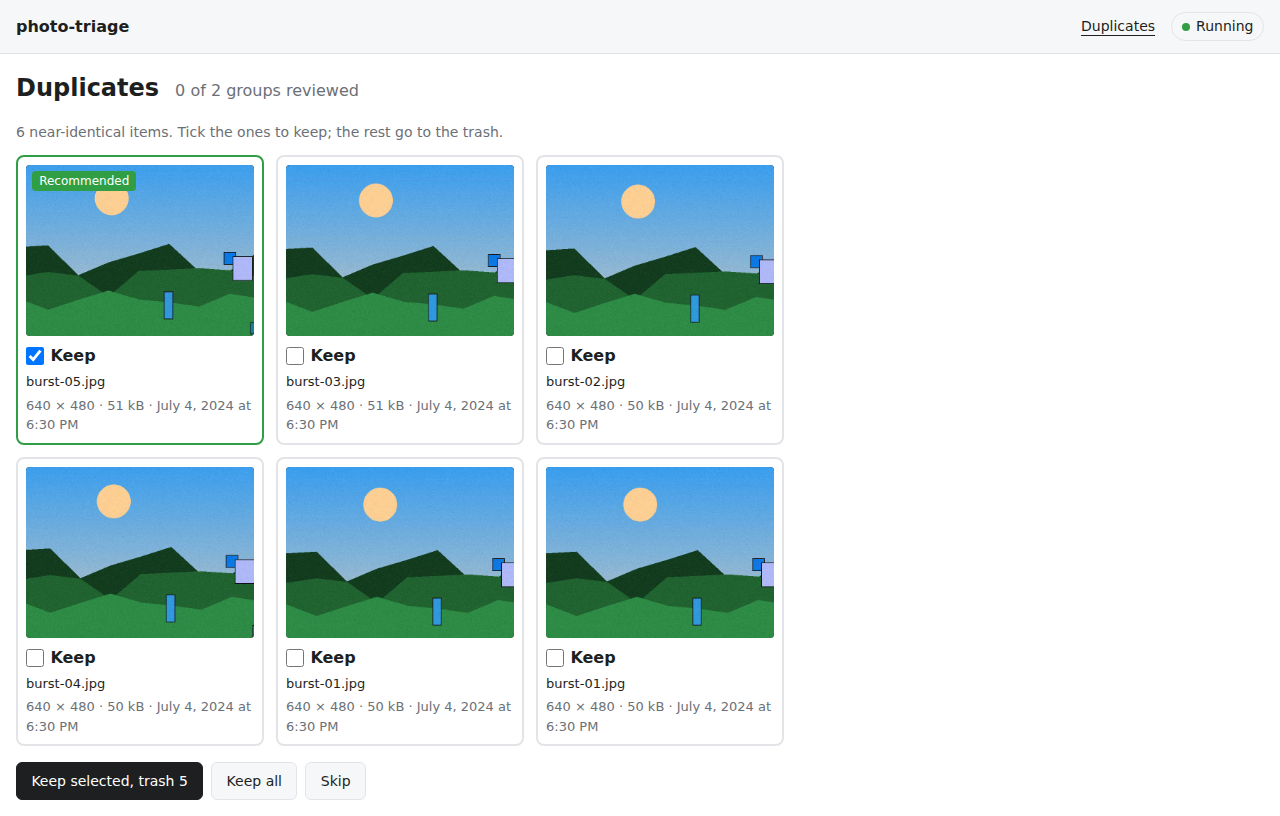 photo-triage
Duplicates
Running
Duplicates
0 of 2 groups reviewed
6 near-identical items. Tick the ones to keep; the rest go to the trash.
Recommended
Keep
burst-05.jpg
640 × 480 · 51 kB · July 4, 2024 at
6:30 PM
Keep
burst-03.jpg
640 × 480 · 51 kB · July 4, 2024 at
6:30 PM
Keep
burst-02.jpg
640 × 480 · 50 kB · July 4, 2024 at
6:30 PM
Keep
burst-04.jpg
640 × 480 · 50 kB · July 4, 2024 at
6:30 PM
Keep
burst-01.jpg
640 × 480 · 50 kB · July 4, 2024 at
6:30 PM
Keep
burst-01.jpg
640 × 480 · 50 kB · July 4, 2024 at
6:30 PM
Keep selected, trash 5
Keep all
Skip